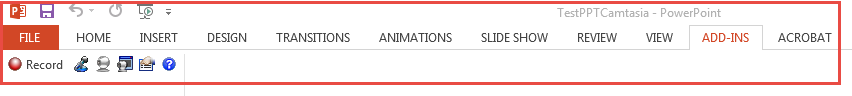 TestPPTCamtasia - PowerPoint
FILE HOME INSERT DESIGN TRANSITIONS ANIMATIONS SLIDE SHOW REVIEW VIEW ADD-INS ACROBAT
Record